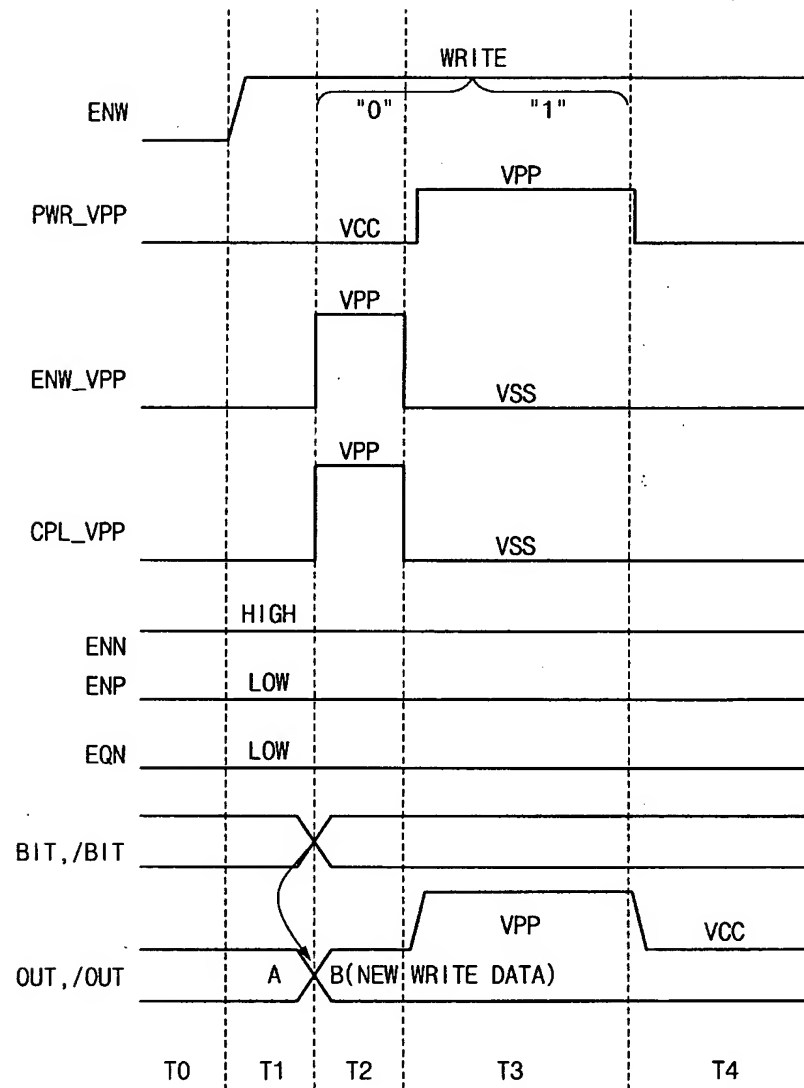 WRITE
ENW
"0" "1"
VPP
PWR_VPP
VCC
VPP
ENW_VPP
VSS
VPP
CPL_VPP
VSS
HIGH
ENN
ENP LOW
EQN LOW
BIT,/BIT
VPP VCC
OUT,/OUT A B(NEW WRITE DATA)
T0 T1 T2 T3 T4